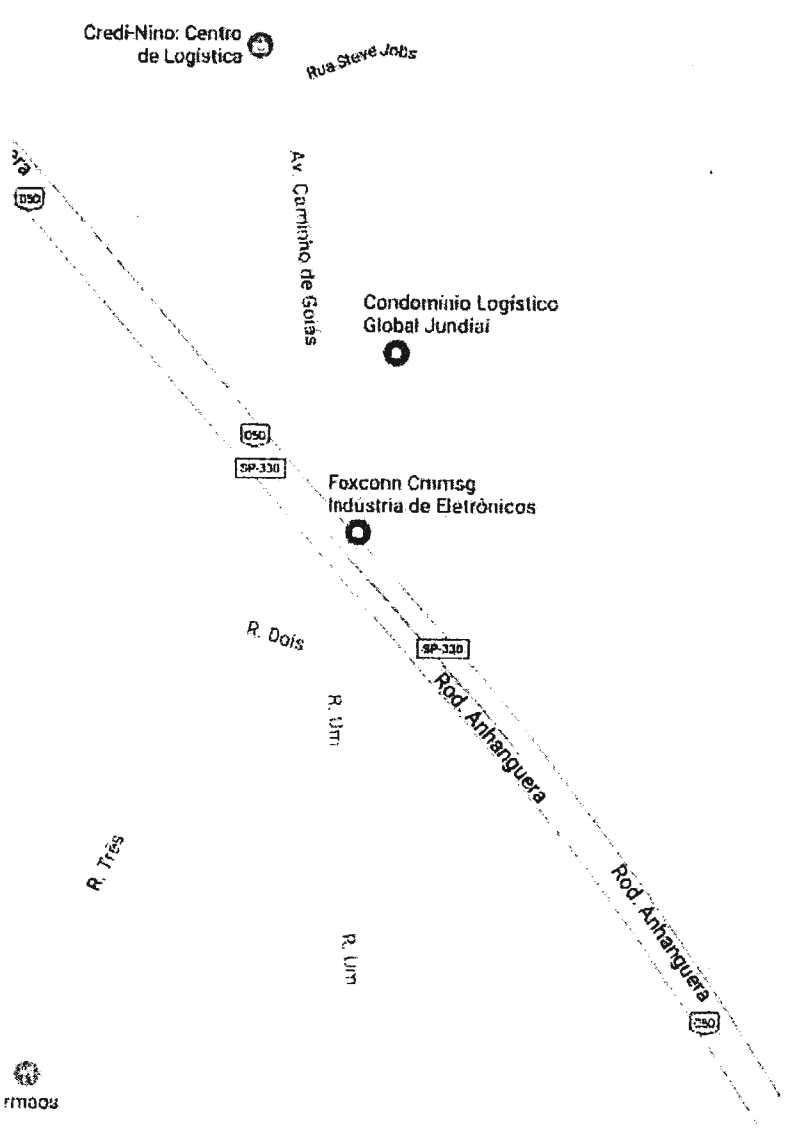 Credi-Nino: Centro
de Logística
Rua Steve Jobs
050
Av. Caminho de Goiás
Condomínio Logístico
Global Jundiaí
050
SP-330
Foxconn Cmmsg
Indústria de Eletrônicos
R. Dois
SP-330
R. Um
Rod. Anhanguera
R. Três
Rod. Anhanguera
R. Um
050